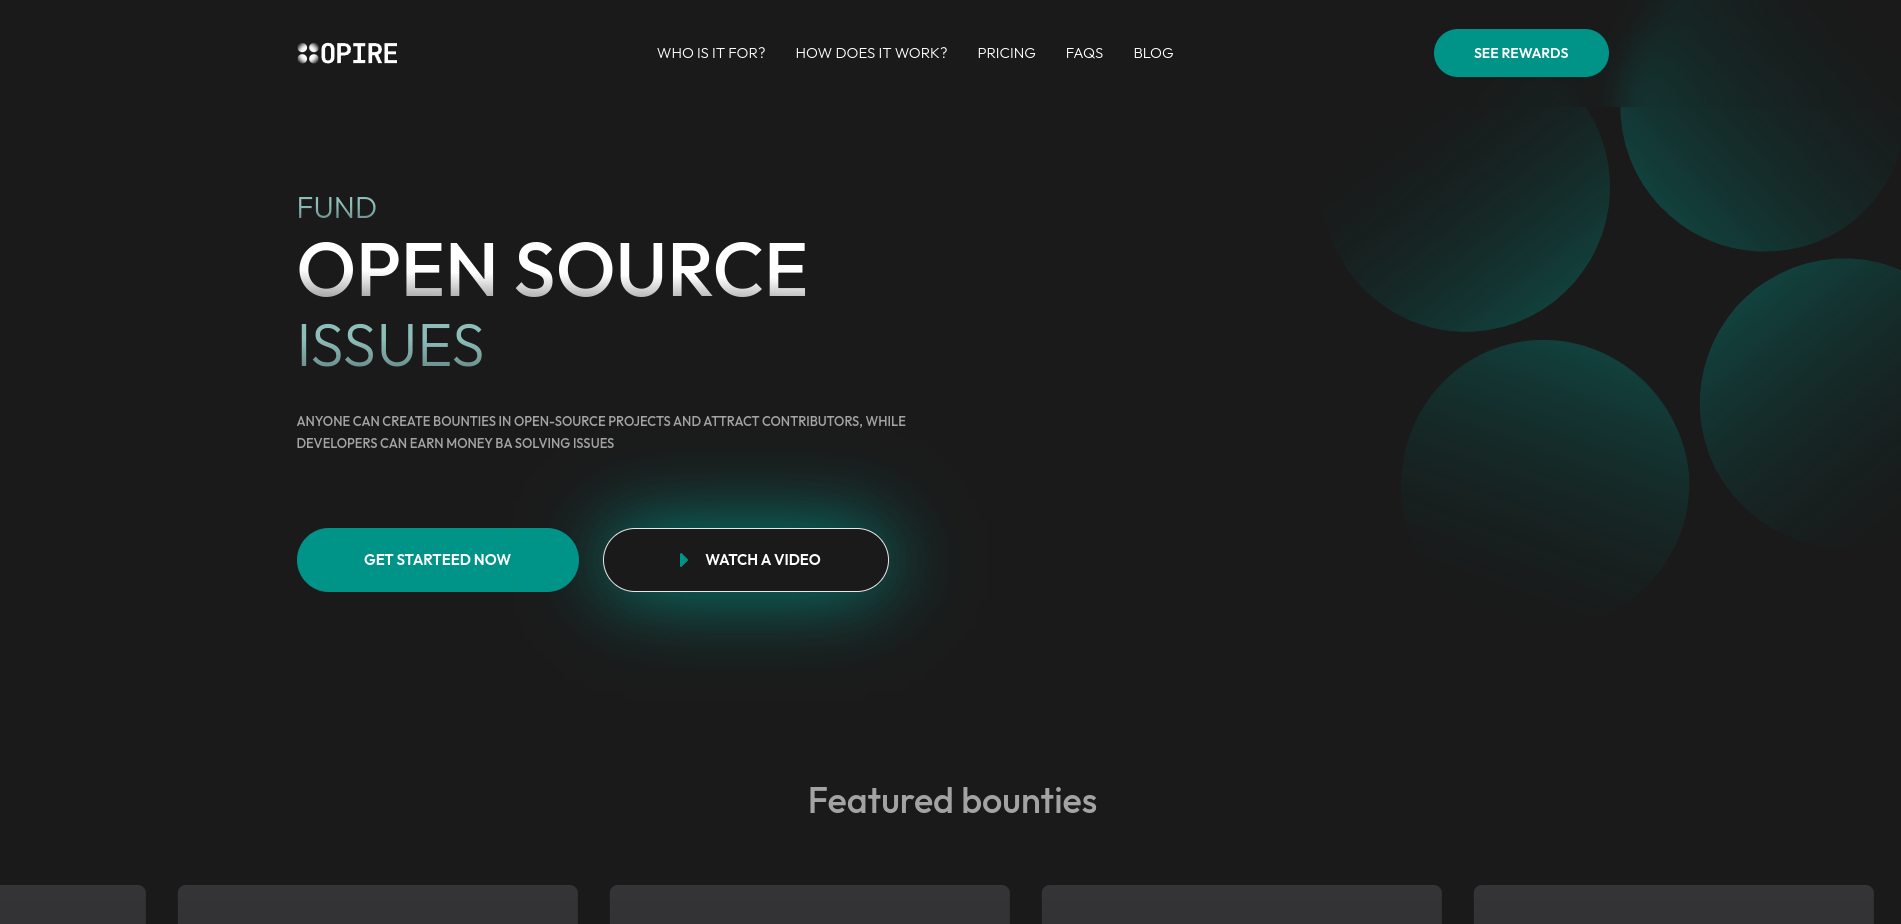 OPIRE
WHO IS IT FOR?
HOW DOES IT WORK?
PRICING
FAQS
BLOG
SEE REWARDS
FUND
OPEN SOURCE
ISSUES
ANYONE CAN CREATE BOUNTIES IN OPEN-SOURCE PROJECTS AND ATTRACT CONTRIBUTORS, WHILE
DEVELOPERS CAN EARN MONEY BA SOLVING ISSUES
GET STARTEED NOW
WATCH A VIDEO
Featured bounties